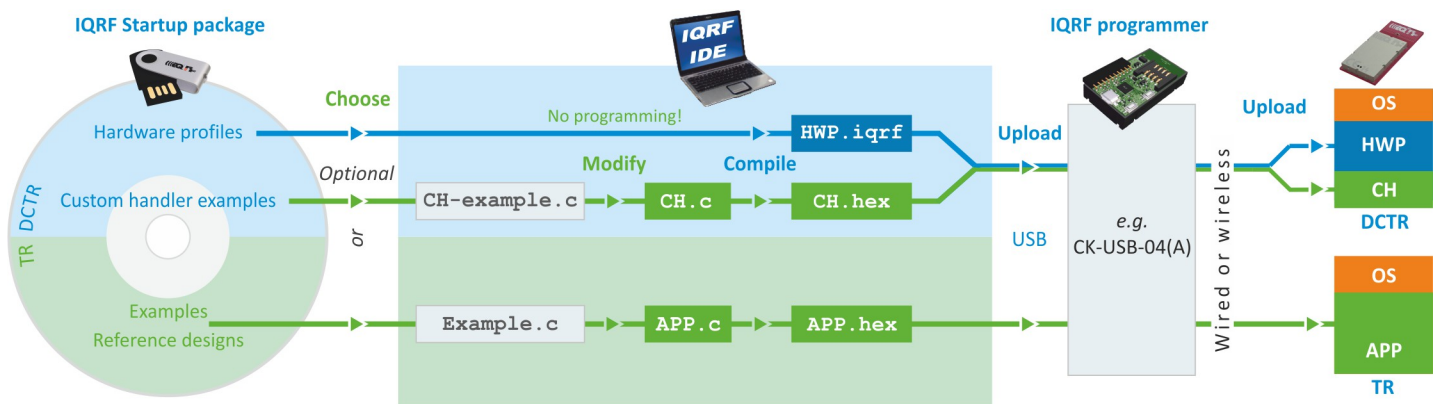 IQRF Startup package
IQRF
IDE
IQRF programmer
Choose
Upload
Upload
Hardware profiles
No programming!
HWP.iqrf
OS
HWP
Optional
Modify
Compile
Custom handler examples
CH-example.c
CH.c
CH.hex
CH
DCTR
DCTR
or
TR
USB
e.g.
CK-USB-04(A)
Wired or wireless
Examples
Reference designs
Example.c
APP.c
APP.hex
OS
APP
TR